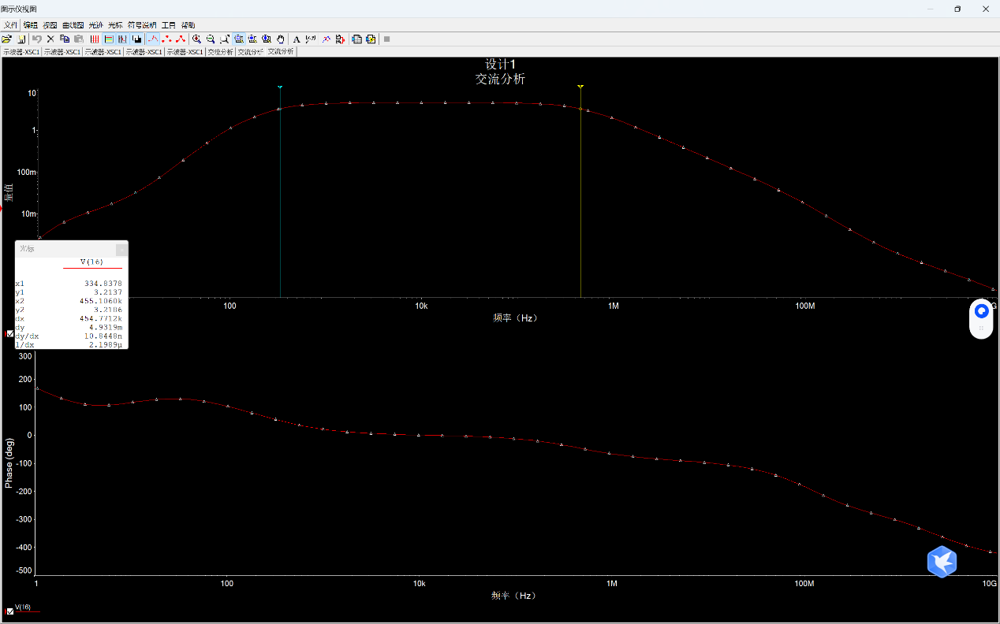 图示仪视图
文件 编辑 视图 曲线图 光迹 光标 符号说明 工具 帮助
示波器-XSC1 示波器-XSC1 示波器-XSC1 示波器-XSC1 示波器-XSC1 交流分析 交流分析 交流分析
设计1
交流分析
10
1
100m
10m
量值
100 10k 1M 100M 10G
频率（Hz）
光标
V(16)
x1 334.8378
y1 3.2137
x2 455.1060k
y2 3.2186
dx 454.7712k
dy 4.9319m
dy/dx 10.8448n
1/dx 2.1989µ
300
200
100
0
-100
-200
-300
-400
-500
Phase (deg)
1 100 10k 1M 100M 10G
频率（Hz）
V(16)